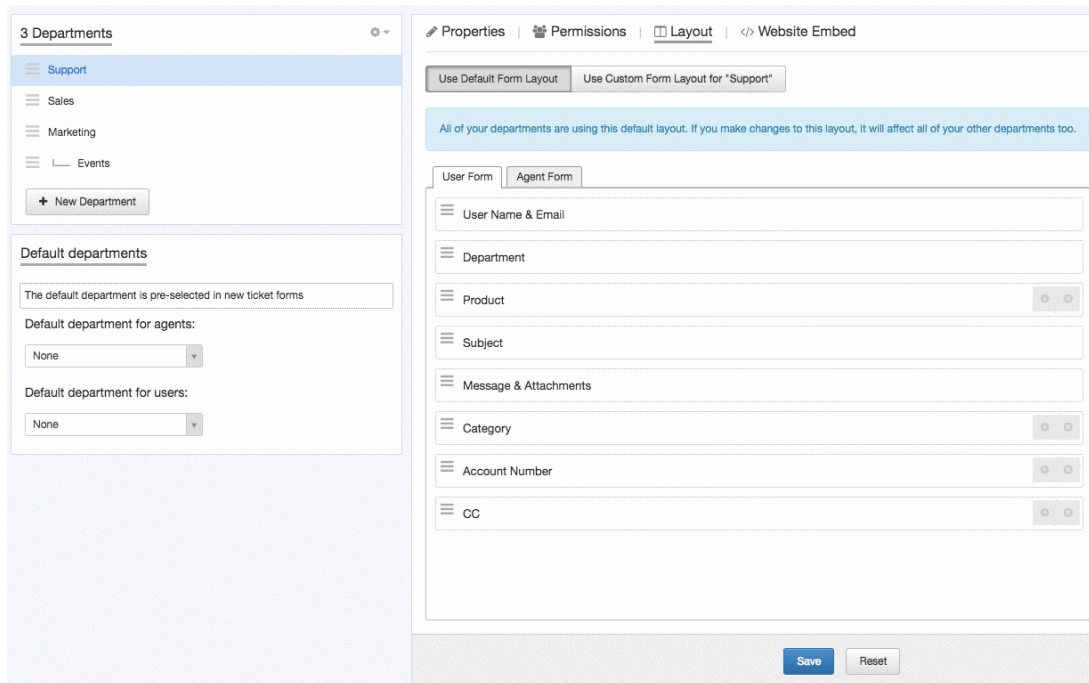 3 Departments
Support
Sales
Marketing
Events
+ New Department
Default departments
The default department is pre-selected in new ticket forms
Default department for agents:
None
Default department for users:
None
Properties | Permissions | Layout | </> Website Embed
Use Default Form Layout Use Custom Form Layout for "Support"
All of your departments are using this default layout. If you make changes to this layout, it will affect all of your other departments too.
User Form Agent Form
User Name & Email
Department
Product
Subject
Message & Attachments
Category
Account Number
CC
Save Reset